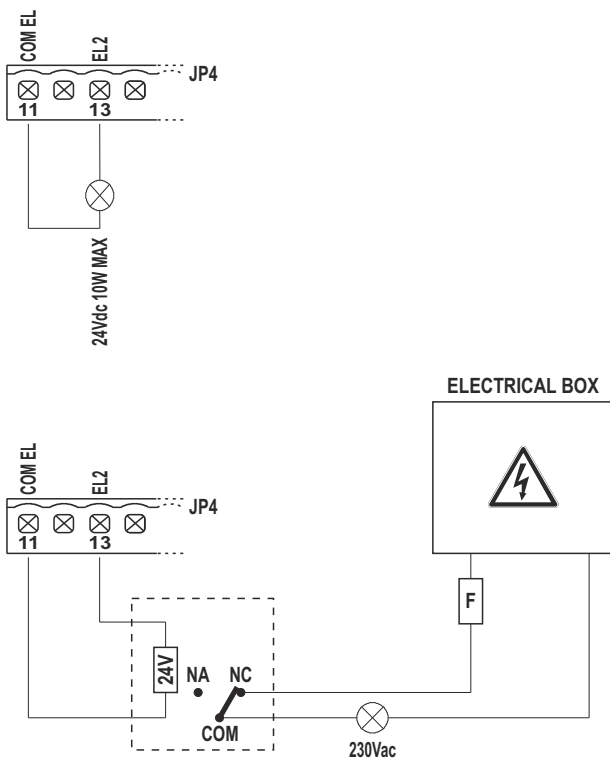 COM EL
EL2
JP4
11
13
24Vdc 10W MAX
ELECTRICAL BOX
COM EL
EL2
JP4
11
13
F
24V
NA
NC
COM
230Vac